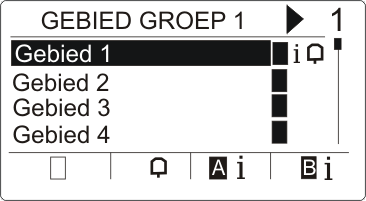 GEBIED GROEP 1 1
Gebied 1 i
Gebied 2
Gebied 3
Gebied 4
A i B i